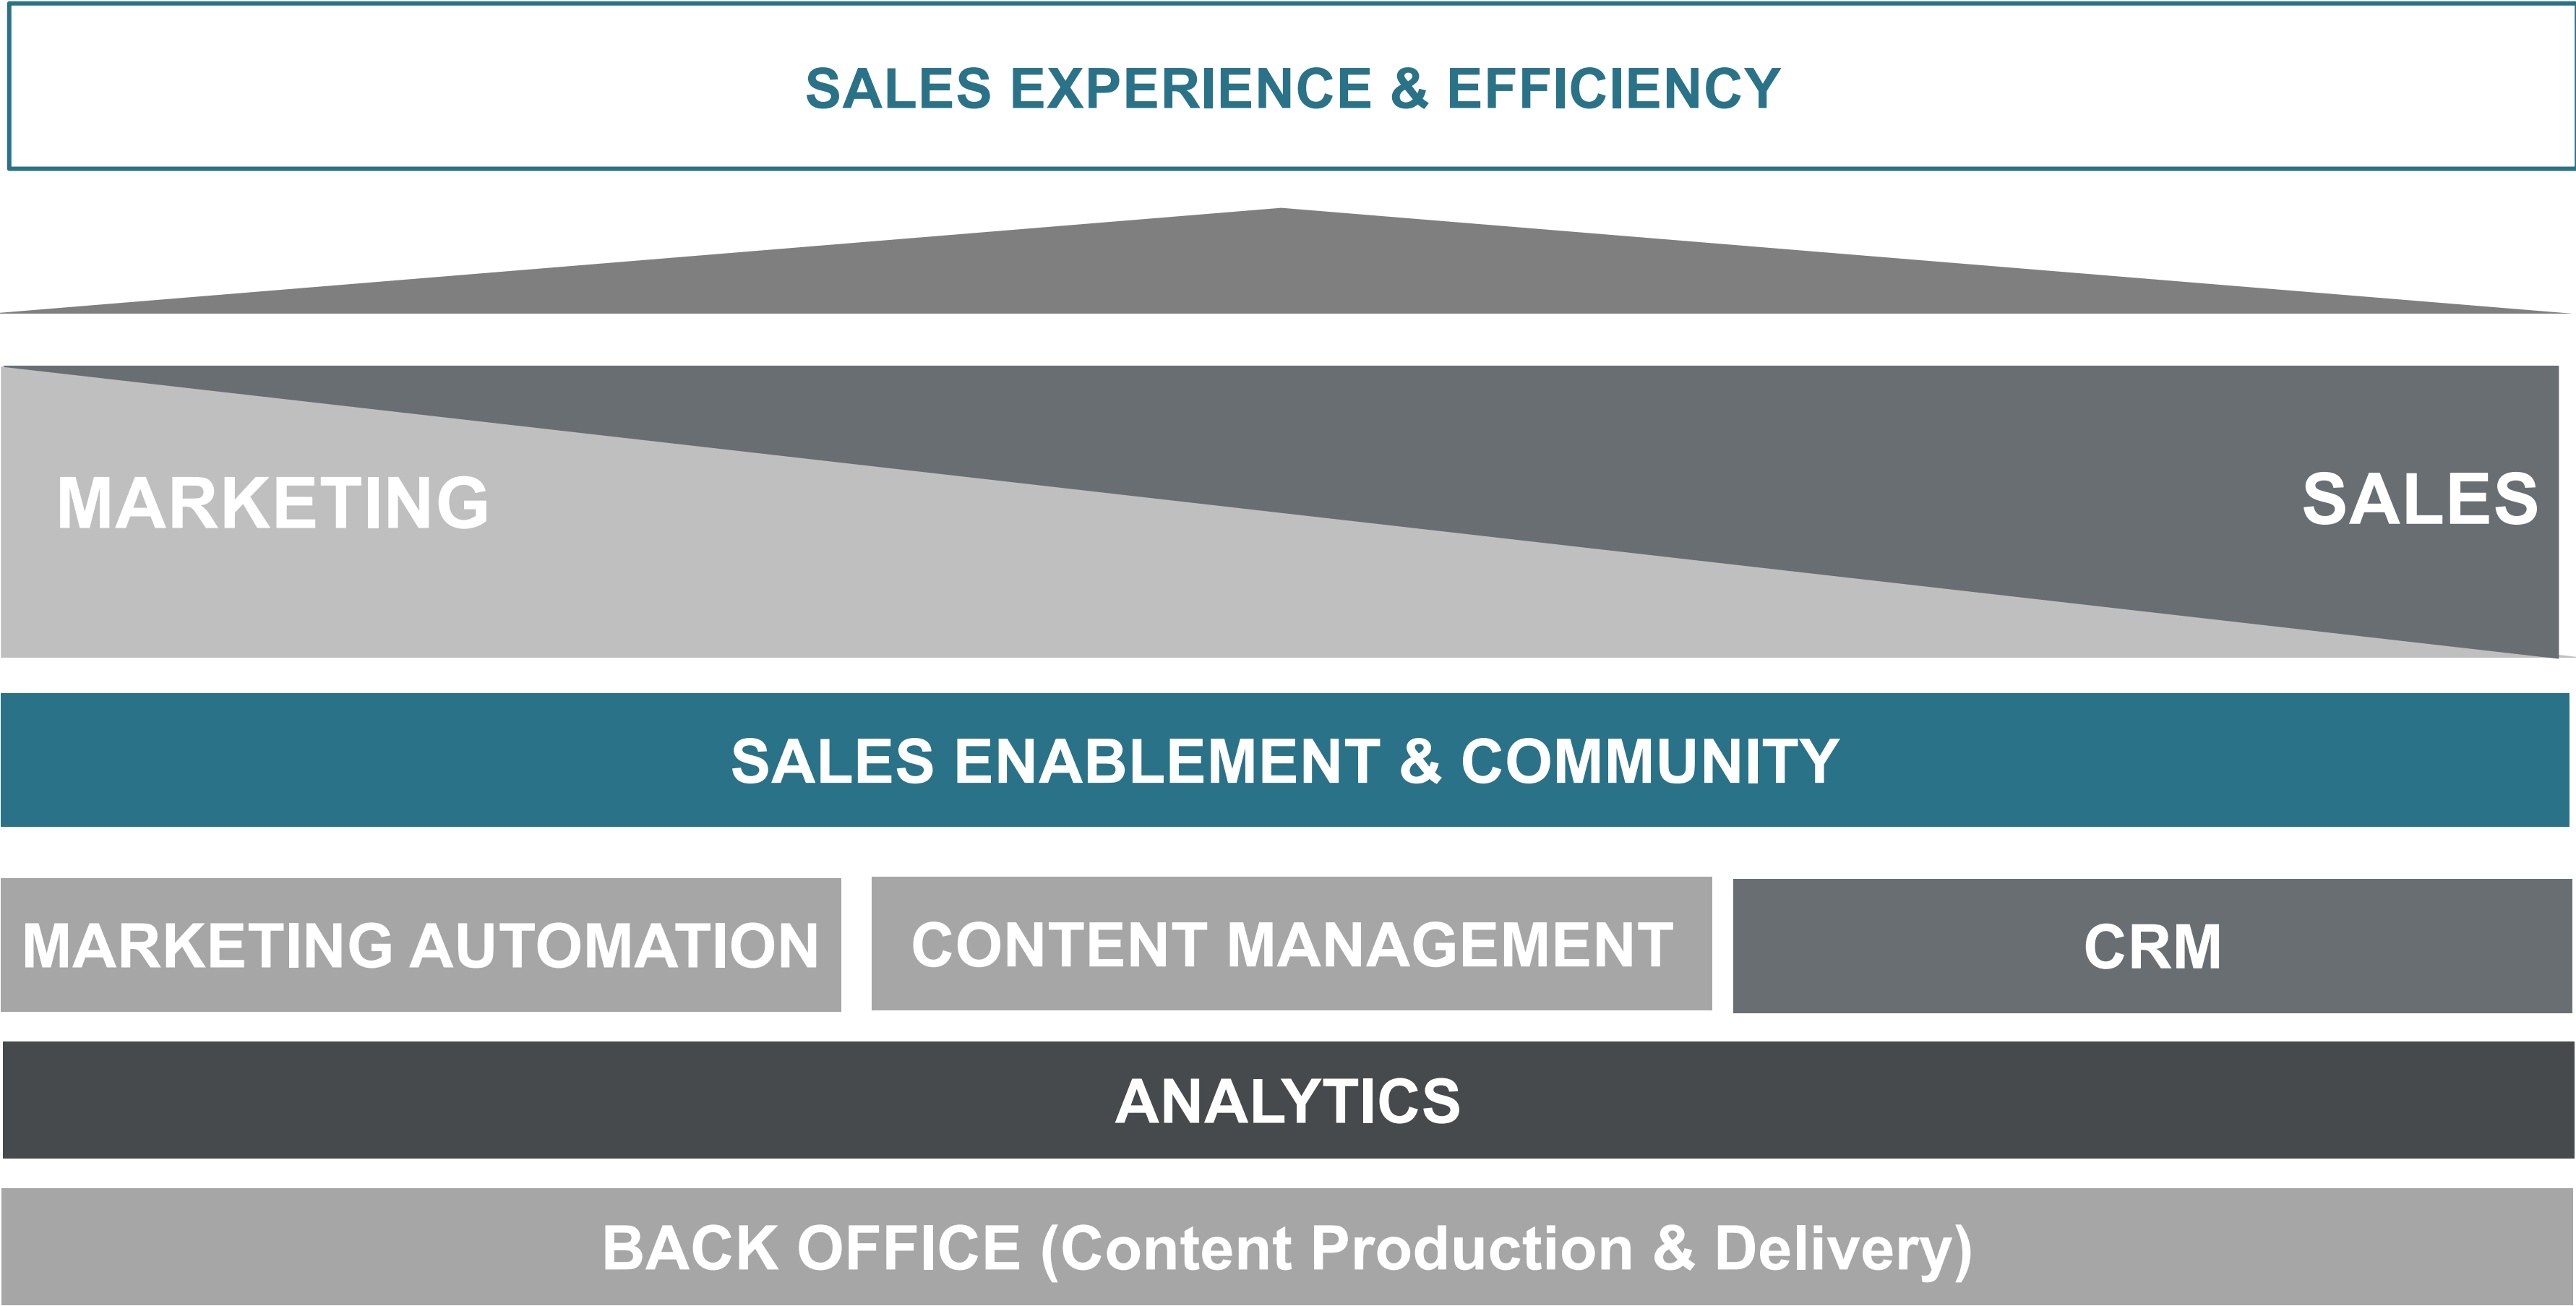 SALES EXPERIENCE & EFFICIENCY
MARKETING
SALES
SALES ENABLEMENT & COMMUNITY
MARKETING AUTOMATION
CONTENT MANAGEMENT
CRM
ANALYTICS
BACK OFFICE (Content Production & Delivery)